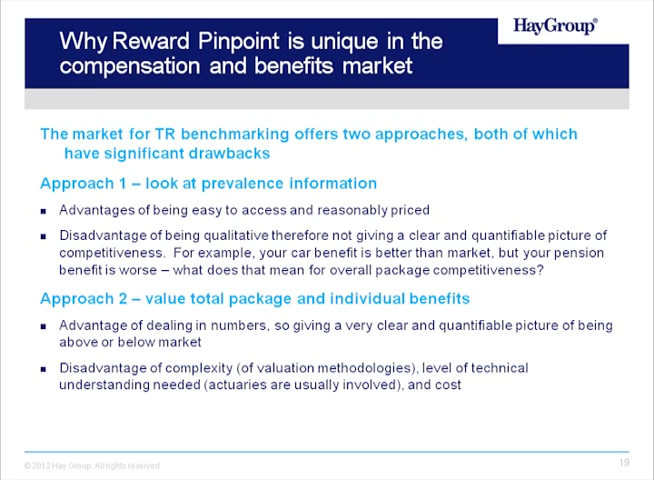 Why Reward Pinpoint is unique in the
compensation and benefits market
HayGroup®
The market for TR benchmarking offers two approaches, both of which
have significant drawbacks
Approach 1 – look at prevalence information
■ Advantages of being easy to access and reasonably priced
■ Disadvantage of being qualitative therefore not giving a clear and quantifiable picture of
competitiveness. For example, your car benefit is better than market, but your pension
benefit is worse – what does that mean for overall package competitiveness?
Approach 2 – value total package and individual benefits
■ Advantage of dealing in numbers, so giving a very clear and quantifiable picture of being
above or below market
■ Disadvantage of complexity (of valuation methodologies), level of technical
understanding needed (actuaries are usually involved), and cost
© 2012 Hay Group. All rights reserved
19